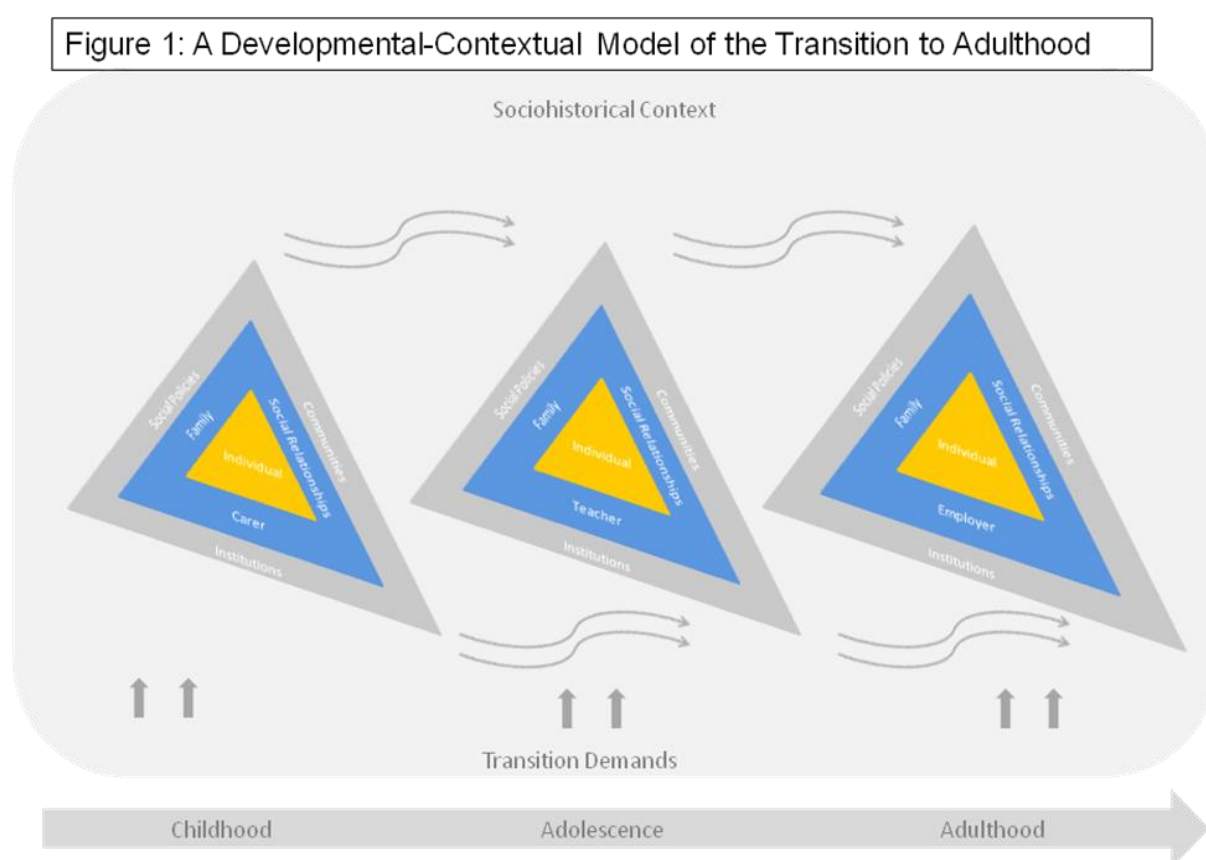 Figure 1: A Developmental-Contextual Model of the Transition to Adulthood
Sociohistorical Context
Social Policies
Family
Individual
Social Relationships
Communities
Carer
Institutions
Social Policies
Family
Individual
Social Relationships
Communities
Teacher
Institutions
Social Policies
Family
Individual
Social Relationships
Communities
Employer
Institutions
Transition Demands
Childhood
Adolescence
Adulthood